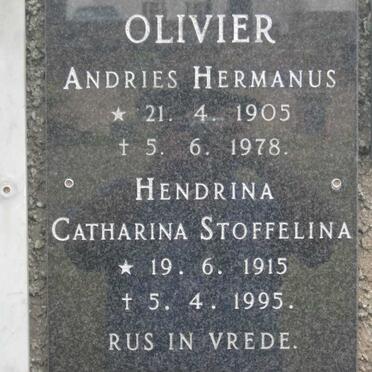 OLIVIER
ANDRIES HERMANUS
★ 21. 4. 1905
† 5. 6. 1978.
HENDRINA
CATHARINA STOFFELINA
★ 19. 6. 1915
† 5. 4. 1995.
RUS IN VREDE.